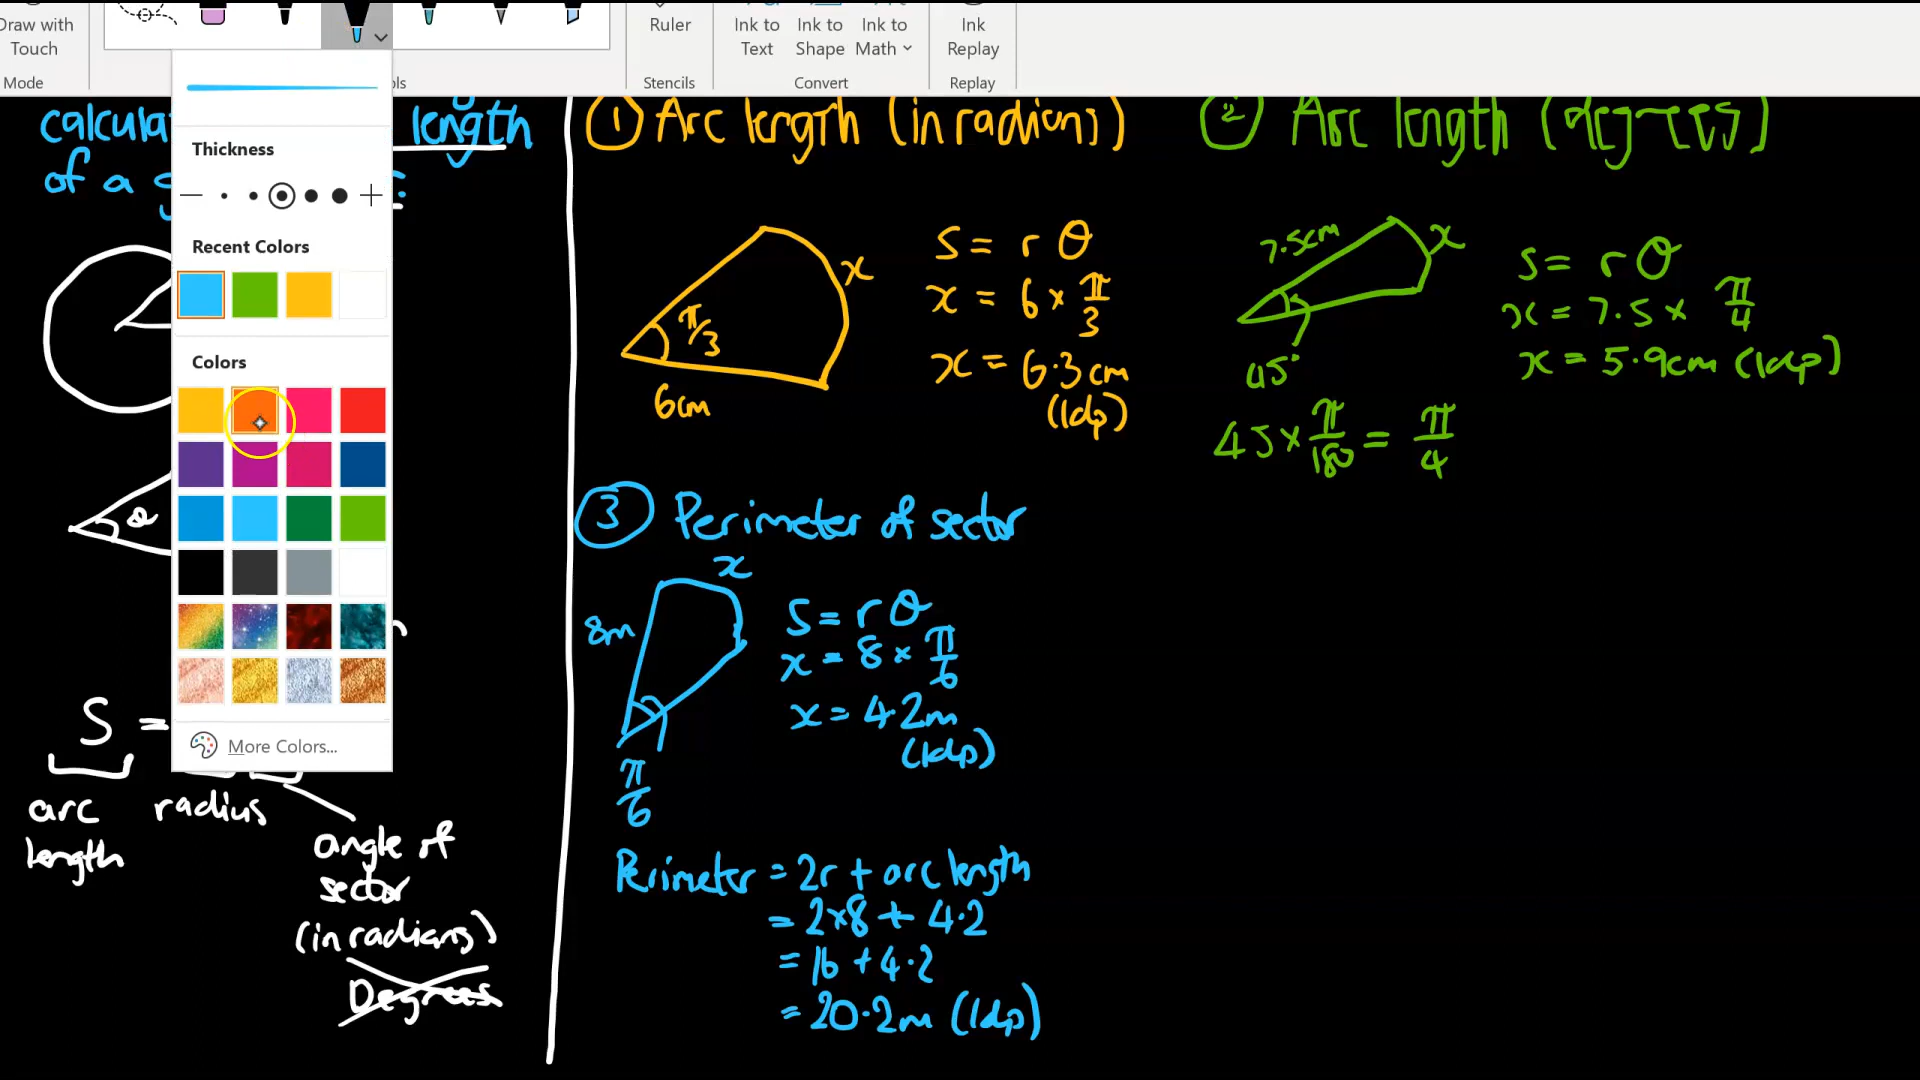 Draw with
Touch
Mode
Ruler
Stencils
Ink to
Text
Ink to
Shape
Ink to
Math
Convert
Ink
Replay
Replay
Thickness
Recent Colors
Colors
More Colors...
length
of a
θ
S =
arc
length
radius
angle of
sector
(in radians)
Degrees
① Arc length (in radians)
π/3
6cm
x
S = r θ
x = 6 × π/3
x = 6.3cm
(1dp)
② Arc length (degrees)
7.5cm
x
45°
45 × π/180 = π/4
S = r θ
x = 7.5 × π/4
x = 5.9cm (1dp)
③ Perimeter of sector
x
8m
π/6
S = r θ
x = 8 × π/6
x = 4.2m
(1dp)
Perimeter = 2r + arc length
= 2×8 + 4.2
= 16 + 4.2
= 20.2m (1dp)